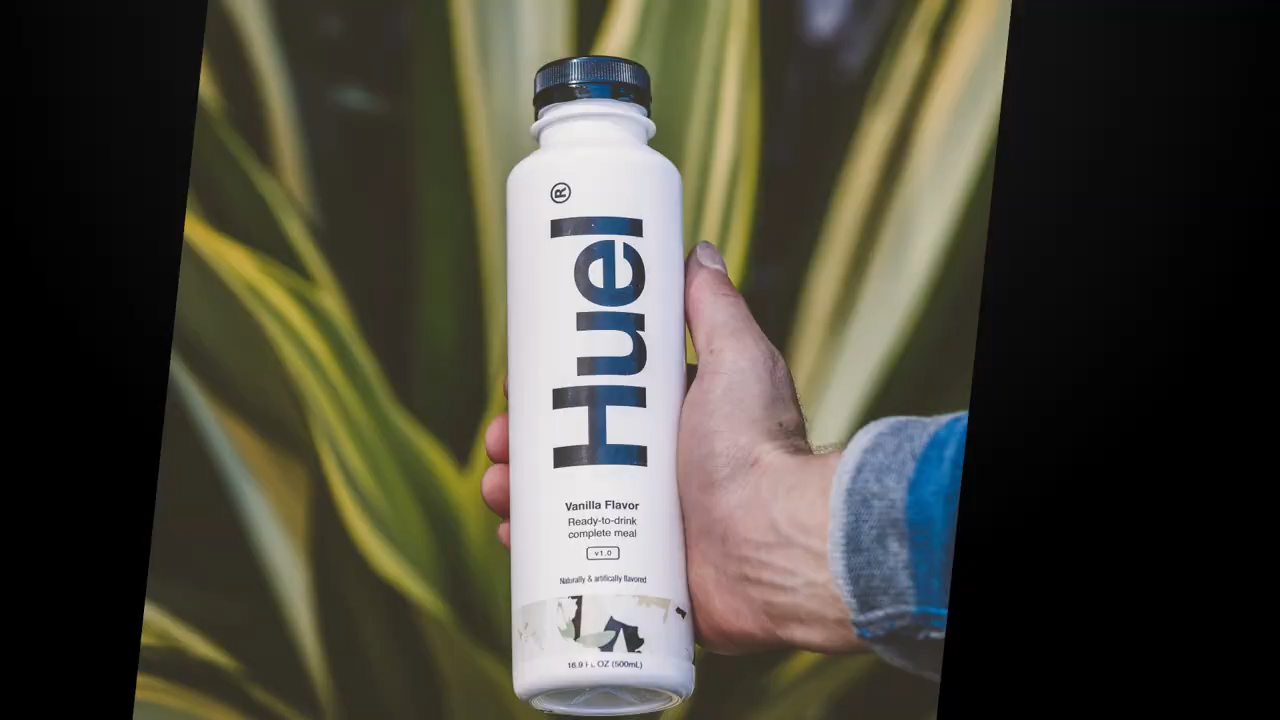 Huel®
Vanilla Flavor
Ready-to-drink
complete meal
v1.0
Naturally & artificially flavored
16.9 FL OZ (500mL)